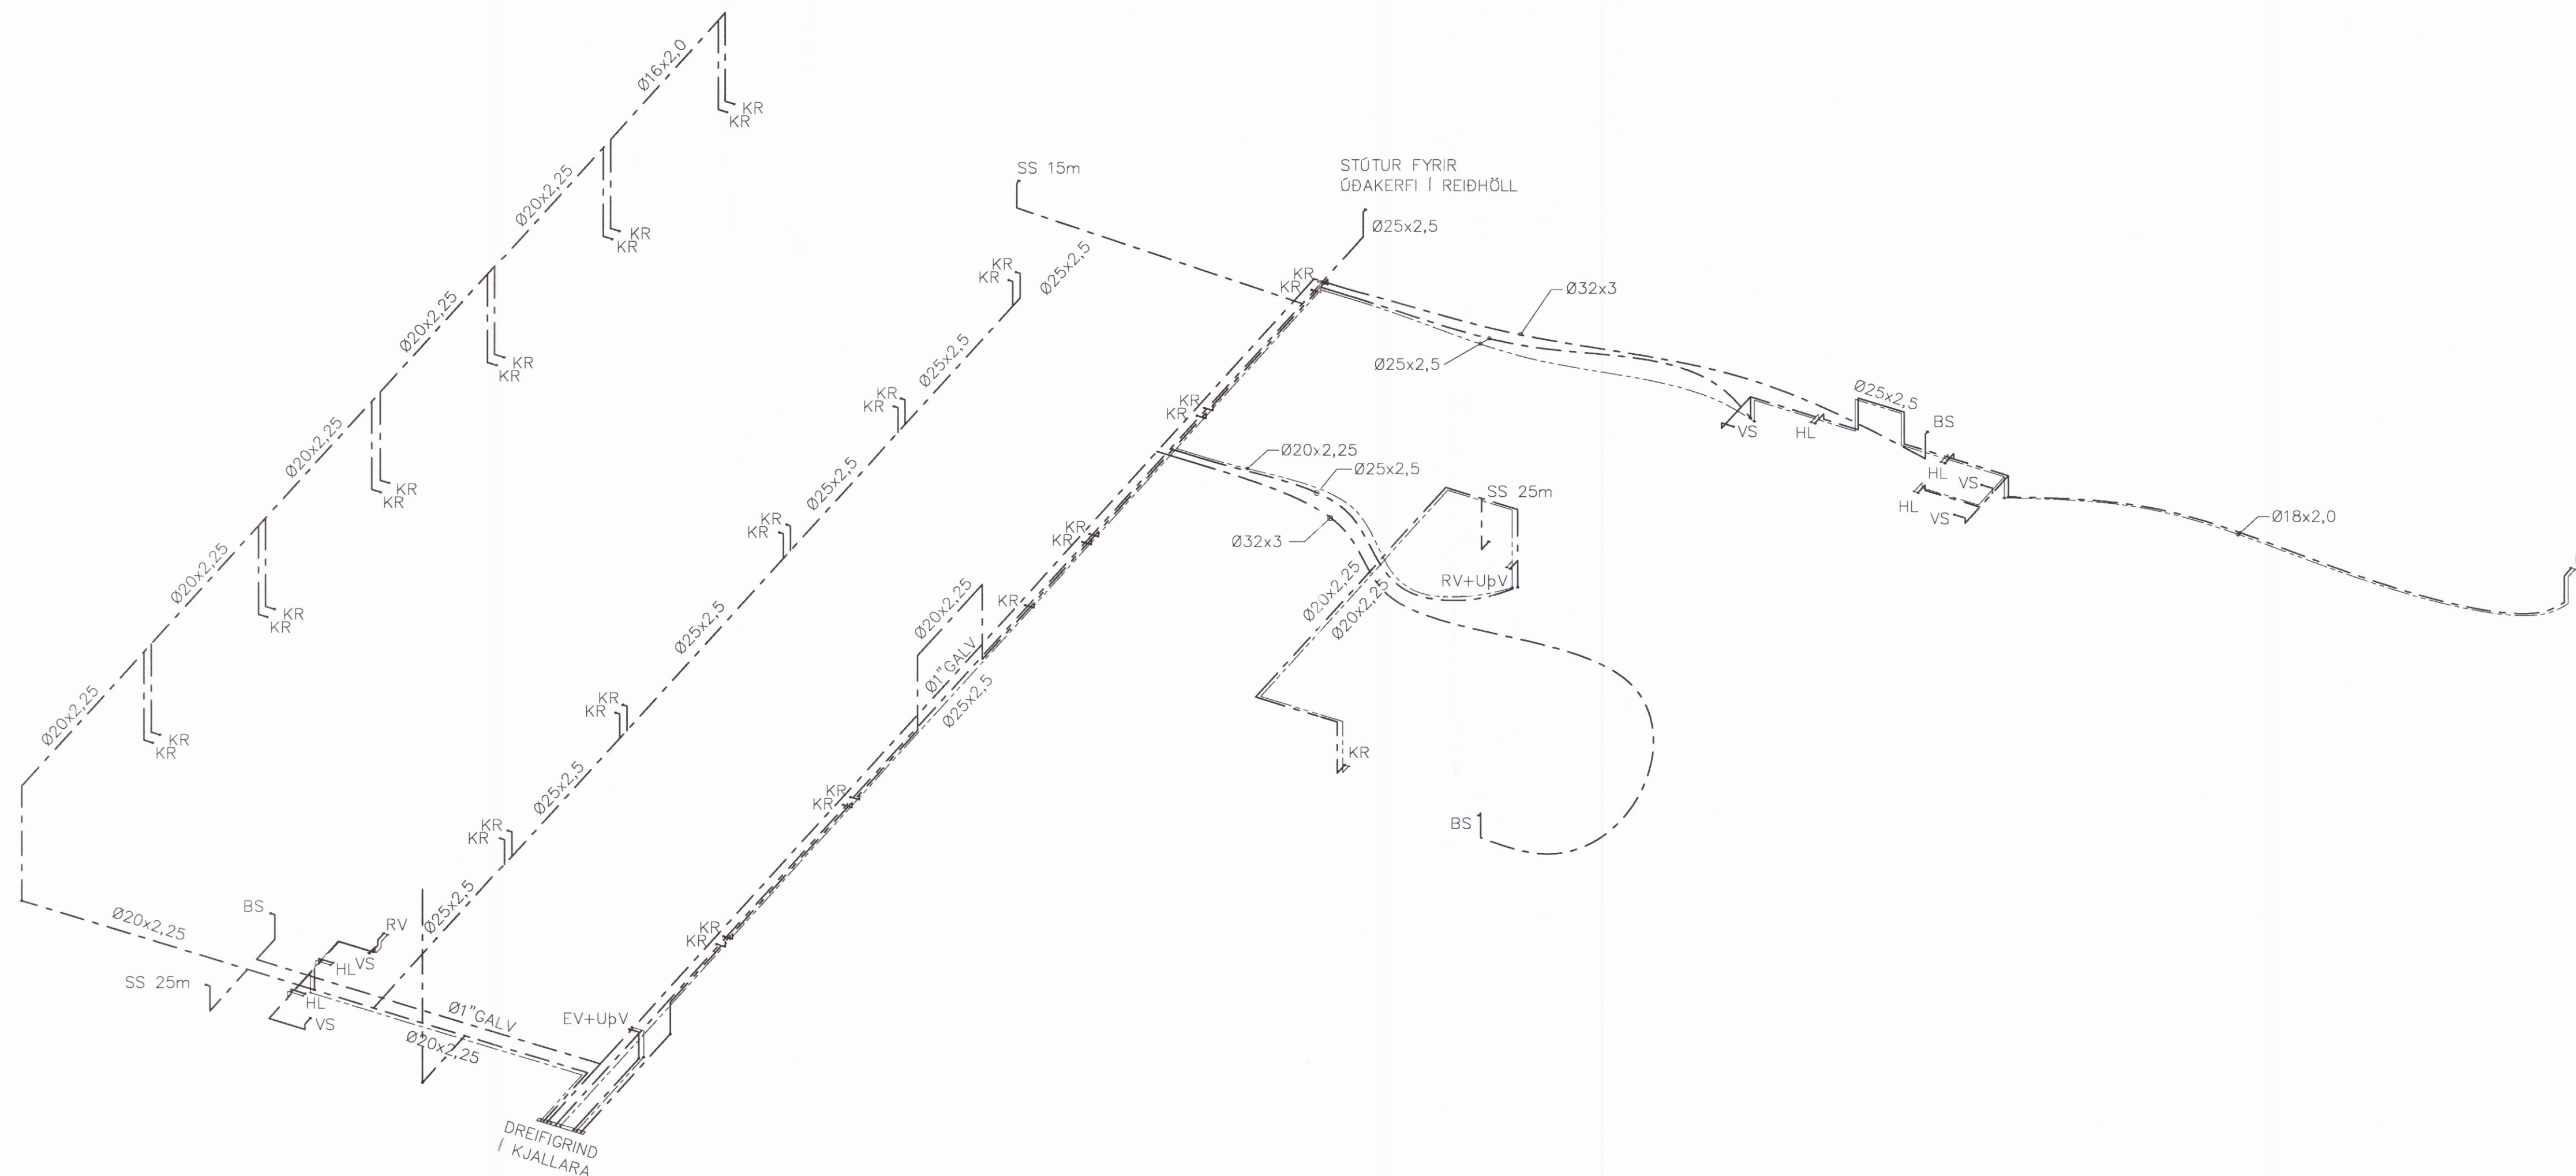 Ø16x2,0
KR
KR
Ø20x2,25
KR
KR
Ø20x2,25
KR
KR
Ø20x2,25
KR
KR
Ø20x2,25
KR
KR
Ø20x2,25
KR
KR
SS 15m
STÚTUR FYRIR
ÚÐAKERFI Í REIÐHÖLL
Ø25x2,5
KR
KR
Ø25x2,5
KR
KR
Ø25x2,5
KR
KR
Ø25x2,5
KR
KR
Ø25x2,5
KR
KR
Ø25x2,5
Ø25x2,5
KR
KR
Ø32x3
Ø25x2,5
VS
HL
Ø25x2,5
BS
HL
VS
HL
VS
Ø18x2,0
KR
KR
Ø20x2,25
Ø25x2,5
Ø32x3
SS 25m
RV+UÞV
Ø20x2,25
Ø20x2,25
KR
BS
KR
KR
KR
Ø20x2,25
Ø1"GALV
Ø25x2,5
KR
KR
KR
KR
BS
RV
VS
HL
Ø20x2,25
SS 25m
HL
VS
Ø1"GALV
Ø20x2,25
EV+UÞV
DREIFIGRIND
Í KJALLARA